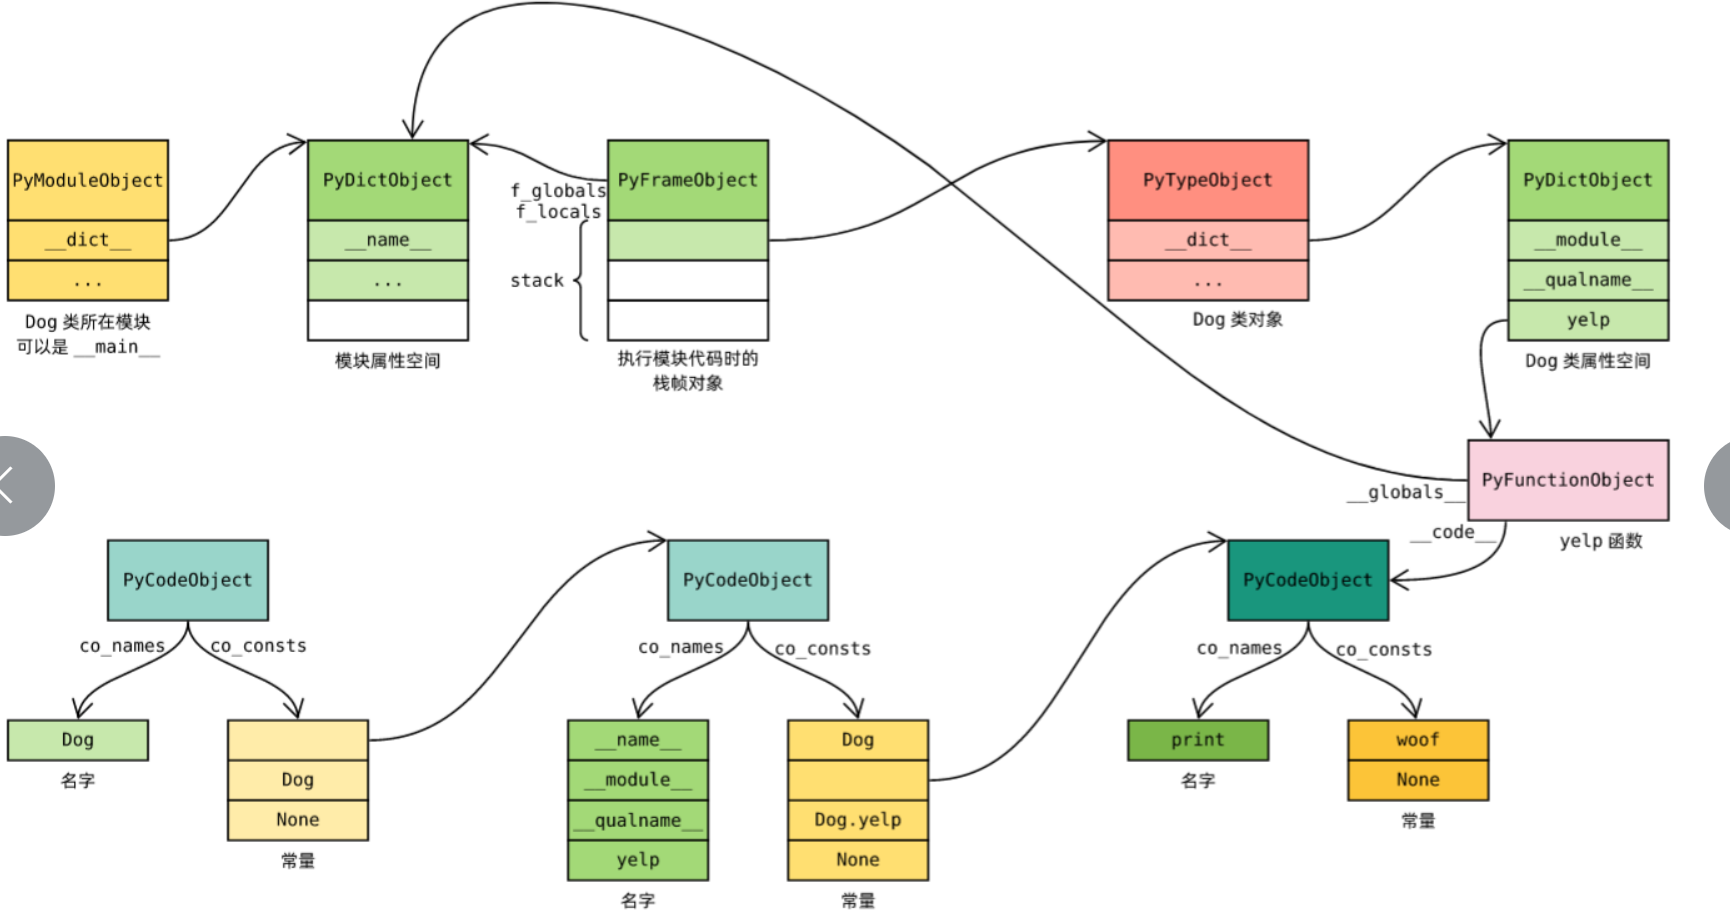 PyModuleObject
__dict__
...
Dog 类所在模块
可以是 __main__
PyDictObject
__name__
...
模块属性空间
f_globals
f_locals
stack
PyFrameObject
执行模块代码时的
栈帧对象
PyTypeObject
__dict__
...
Dog 类对象
PyDictObject
__module__
__qualname__
yelp
Dog 类属性空间
PyFunctionObject
__globals__
__code__
yelp 函数
PyCodeObject
co_names
co_consts
Dog
名字
Dog
None
常量
PyCodeObject
co_names
co_consts
__name__
__module__
__qualname__
yelp
名字
Dog
Dog.yelp
None
常量
PyCodeObject
co_names
co_consts
print
名字
woof
None
常量